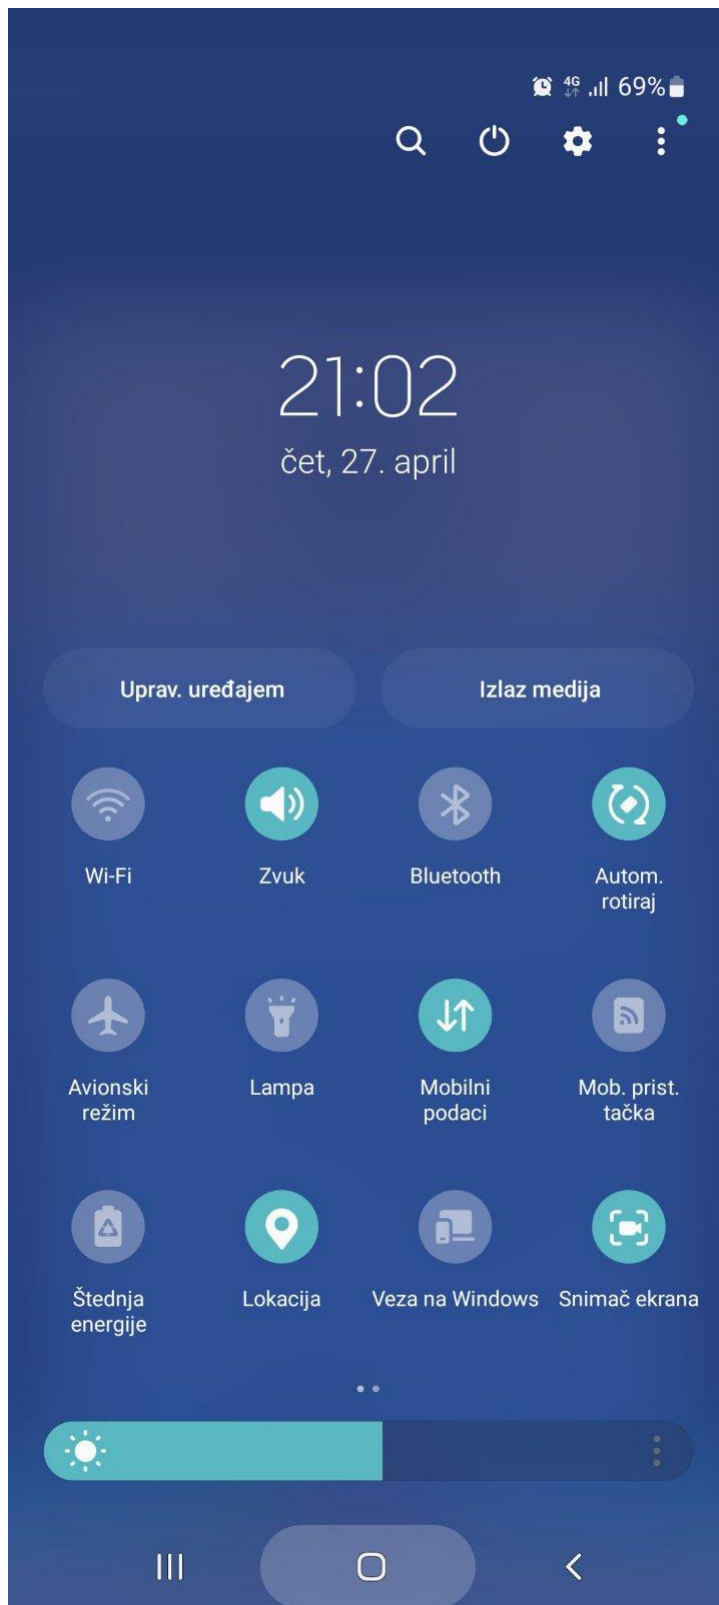 4G 69%
21:02
čet, 27. april
Uprav. uređajem Izlaz medija
Wi-Fi Zvuk Bluetooth Autom.
rotiraj
Avionski Lampa Mobilni Mob. prist.
režim podaci tačka
Štednja Lokacija Veza na Windows Snimač ekrana
energije